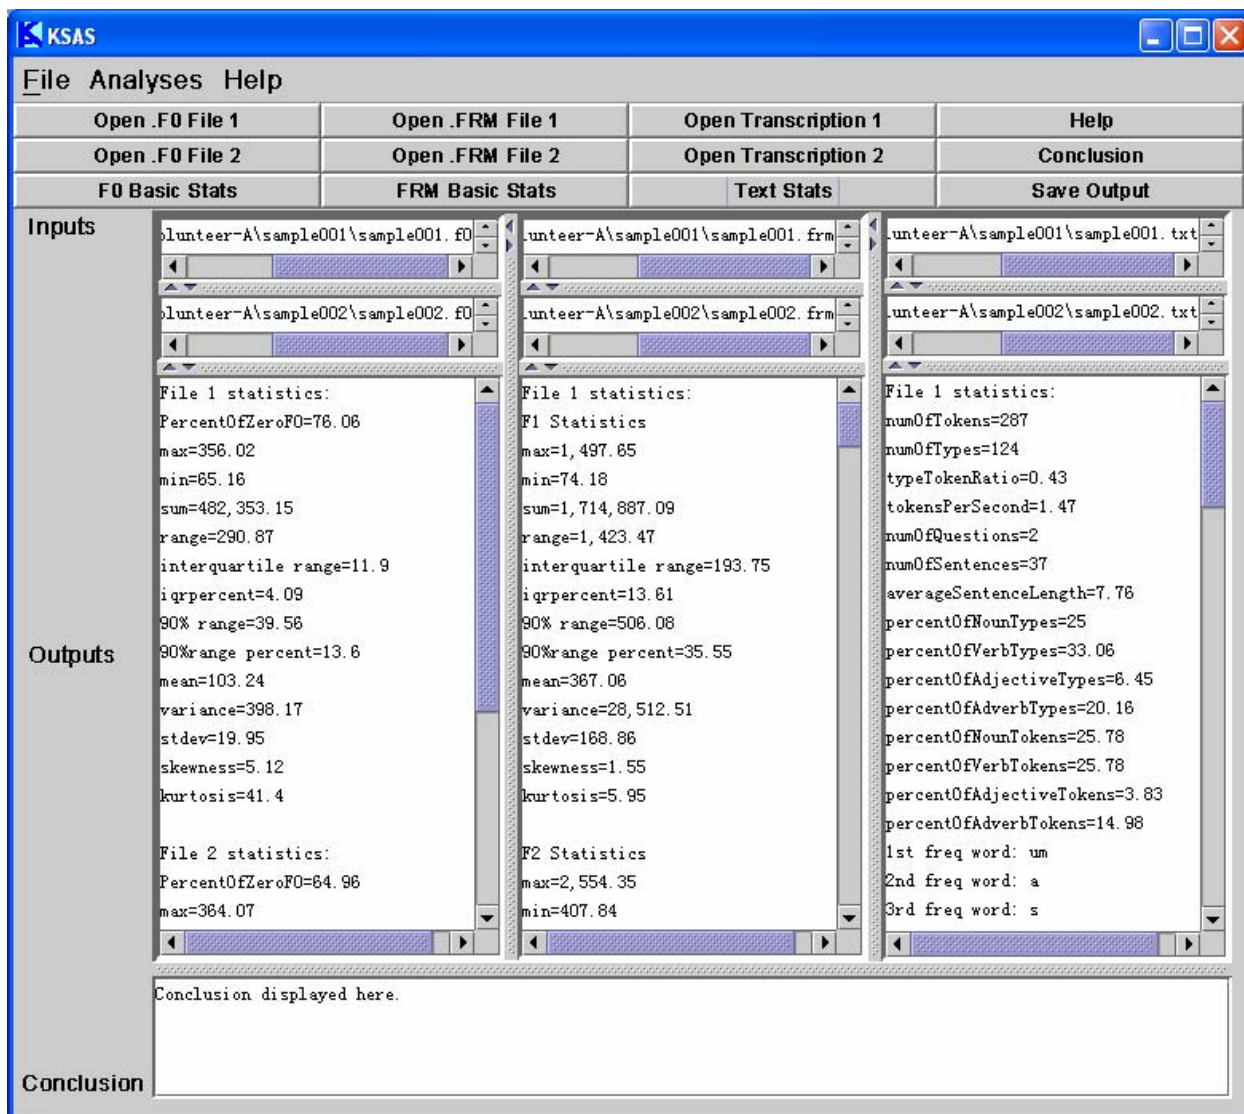 KSAS
File Analyses Help
Open .F0 File 1 Open .FRM File 1 Open Transcription 1 Help
Open .F0 File 2 Open .FRM File 2 Open Transcription 2 Conclusion
F0 Basic Stats FRM Basic Stats Text Stats Save Output
Inputs
olunteer-A\sample001\sample001.f0
olunteer-A\sample002\sample002.f0
File 1 statistics:
PercentOfZeroF0=76.06
max=356.02
min=65.16
sum=482,353.15
range=290.87
interquartile range=11.9
iqrpercent=4.09
90% range=39.56
90%range percent=13.6
mean=103.24
variance=398.17
stdev=19.95
skewness=5.12
kurtosis=41.4
File 2 statistics:
PercentOfZeroF0=64.96
max=364.07
lunteer-A\sample001\sample001.frm
lunteer-A\sample002\sample002.frm
File 1 statistics:
F1 Statistics
max=1,497.65
min=74.18
sum=1,714,887.09
range=1,423.47
interquartile range=193.75
iqrpercent=13.61
90% range=506.08
90%range percent=35.55
mean=367.06
variance=28,512.51
stdev=168.86
skewness=1.55
kurtosis=5.95
F2 Statistics
max=2,554.35
min=407.84
lunteer-A\sample001\sample001.txt
lunteer-A\sample002\sample002.txt
File 1 statistics:
numOfTokens=287
numOfTypes=124
typeTokenRatio=0.43
tokensPerSecond=1.47
numOfQuestions=2
numOfSentences=37
averageSentenceLength=7.76
percentOfNounTypes=25
percentOfVerbTypes=33.06
percentOfAdjectiveTypes=6.45
percentOfAdverbTypes=20.16
percentOfNounTokens=25.78
percentOfVerbTokens=25.78
percentOfAdjectiveTokens=3.83
percentOfAdverbTokens=14.98
1st freq word: um
2nd freq word: a
3rd freq word: s
Outputs
Conclusion displayed here.
Conclusion